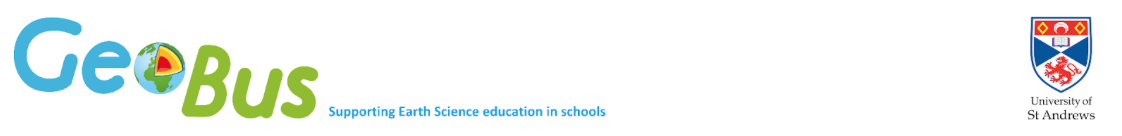 GeoBus
Supporting Earth Science education in schools
University of
St Andrews